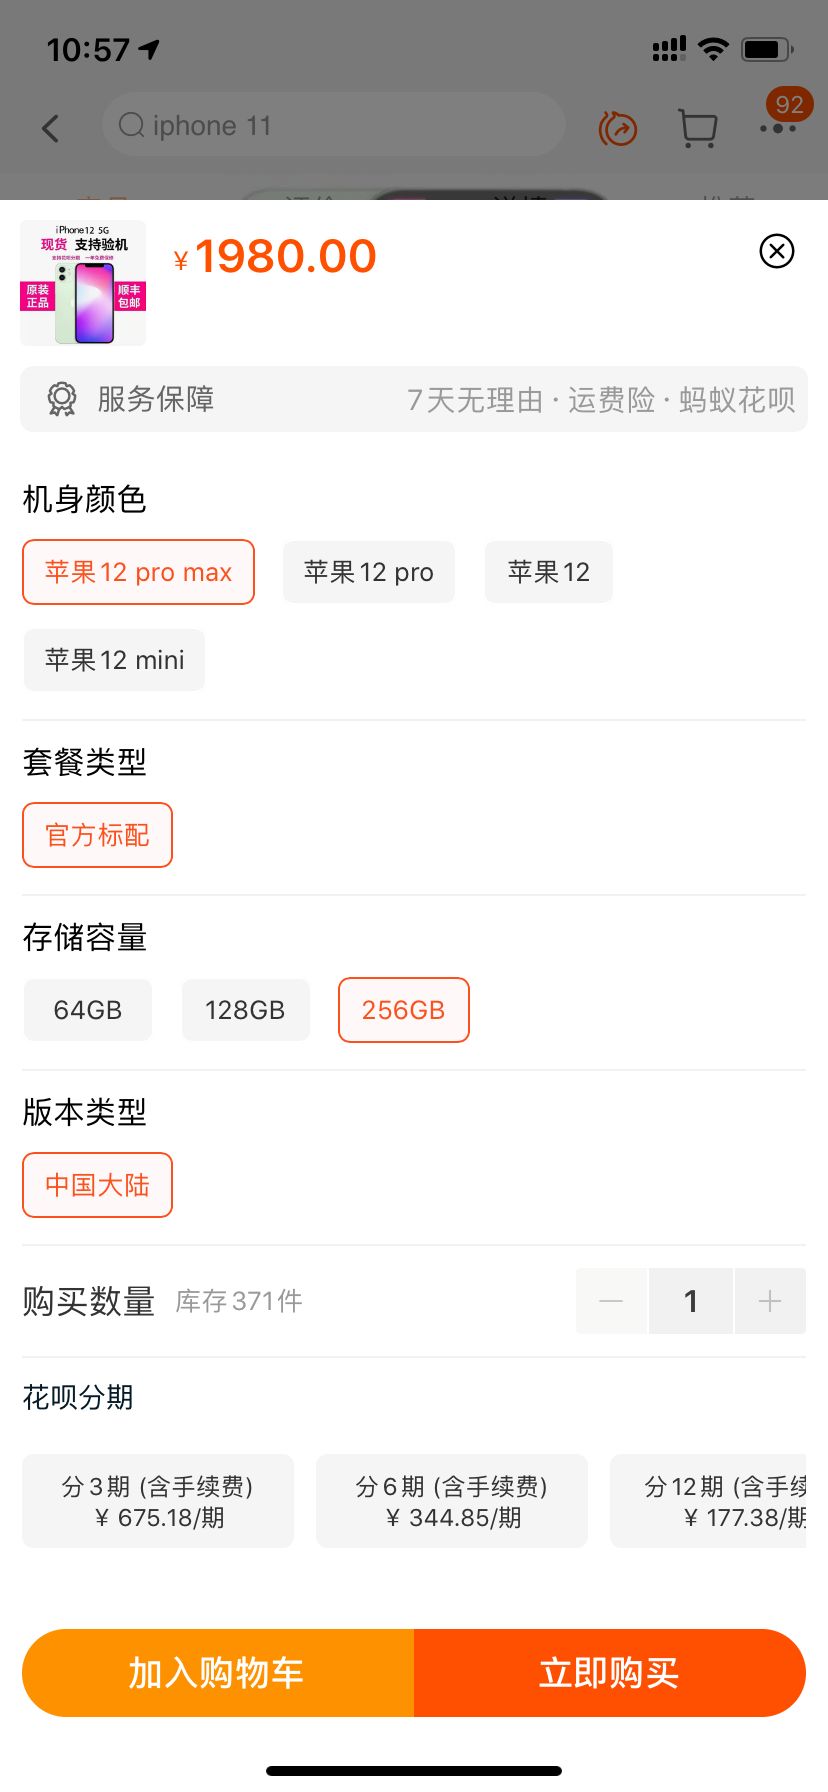 10:57
iphone 11
92
iPhone12 5G
现货 支持验机
原装
正品
顺丰
包邮
¥ 1980.00
服务保障
7天无理由 · 运费险 · 蚂蚁花呗
机身颜色
苹果12 pro max
苹果12 pro
苹果12
苹果12 mini
套餐类型
官方标配
存储容量
64GB
128GB
256GB
版本类型
中国大陆
购买数量 库存371件
1
花呗分期
分3期 (含手续费)
¥ 675.18/期
分6期 (含手续费)
¥ 344.85/期
分12期 (含手续
¥ 177.38/期
加入购物车
立即购买